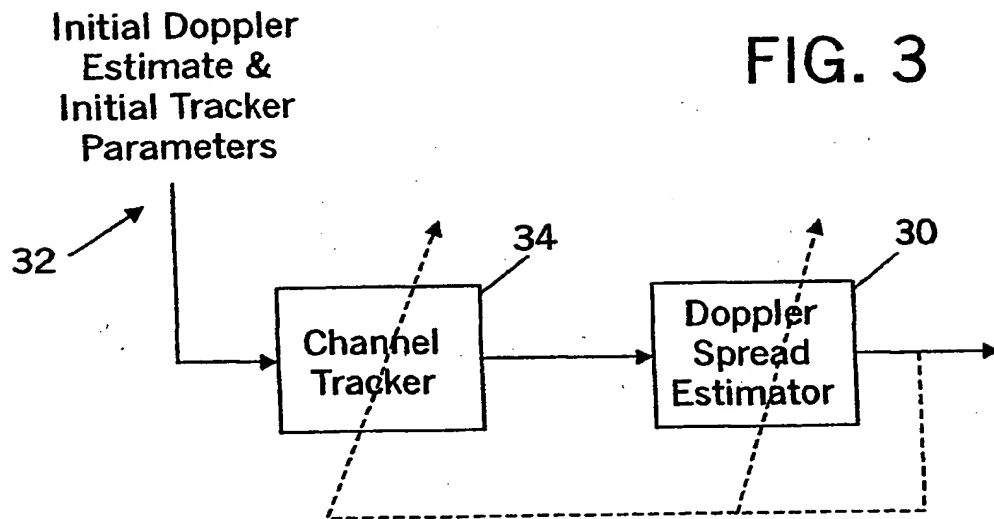 Initial Doppler
Estimate &
Initial Tracker
Parameters
FIG. 3
32
34
30
Channel
Tracker
Doppler
Spread
Estimator